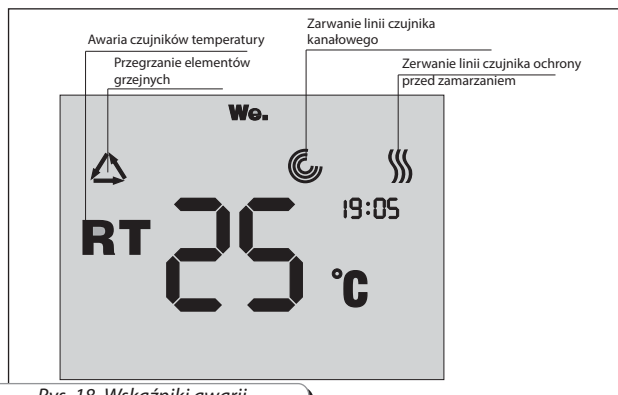 Zarwanie linii czujnika
kanałowego
Awaria czujników temperatury
Przegrzanie elementów
grzejnych
Zerwanie linii czujnika ochrony
przed zamarzaniem
We.
19:05
RT 25 °C
Rys. 18. Wskaźniki awarii